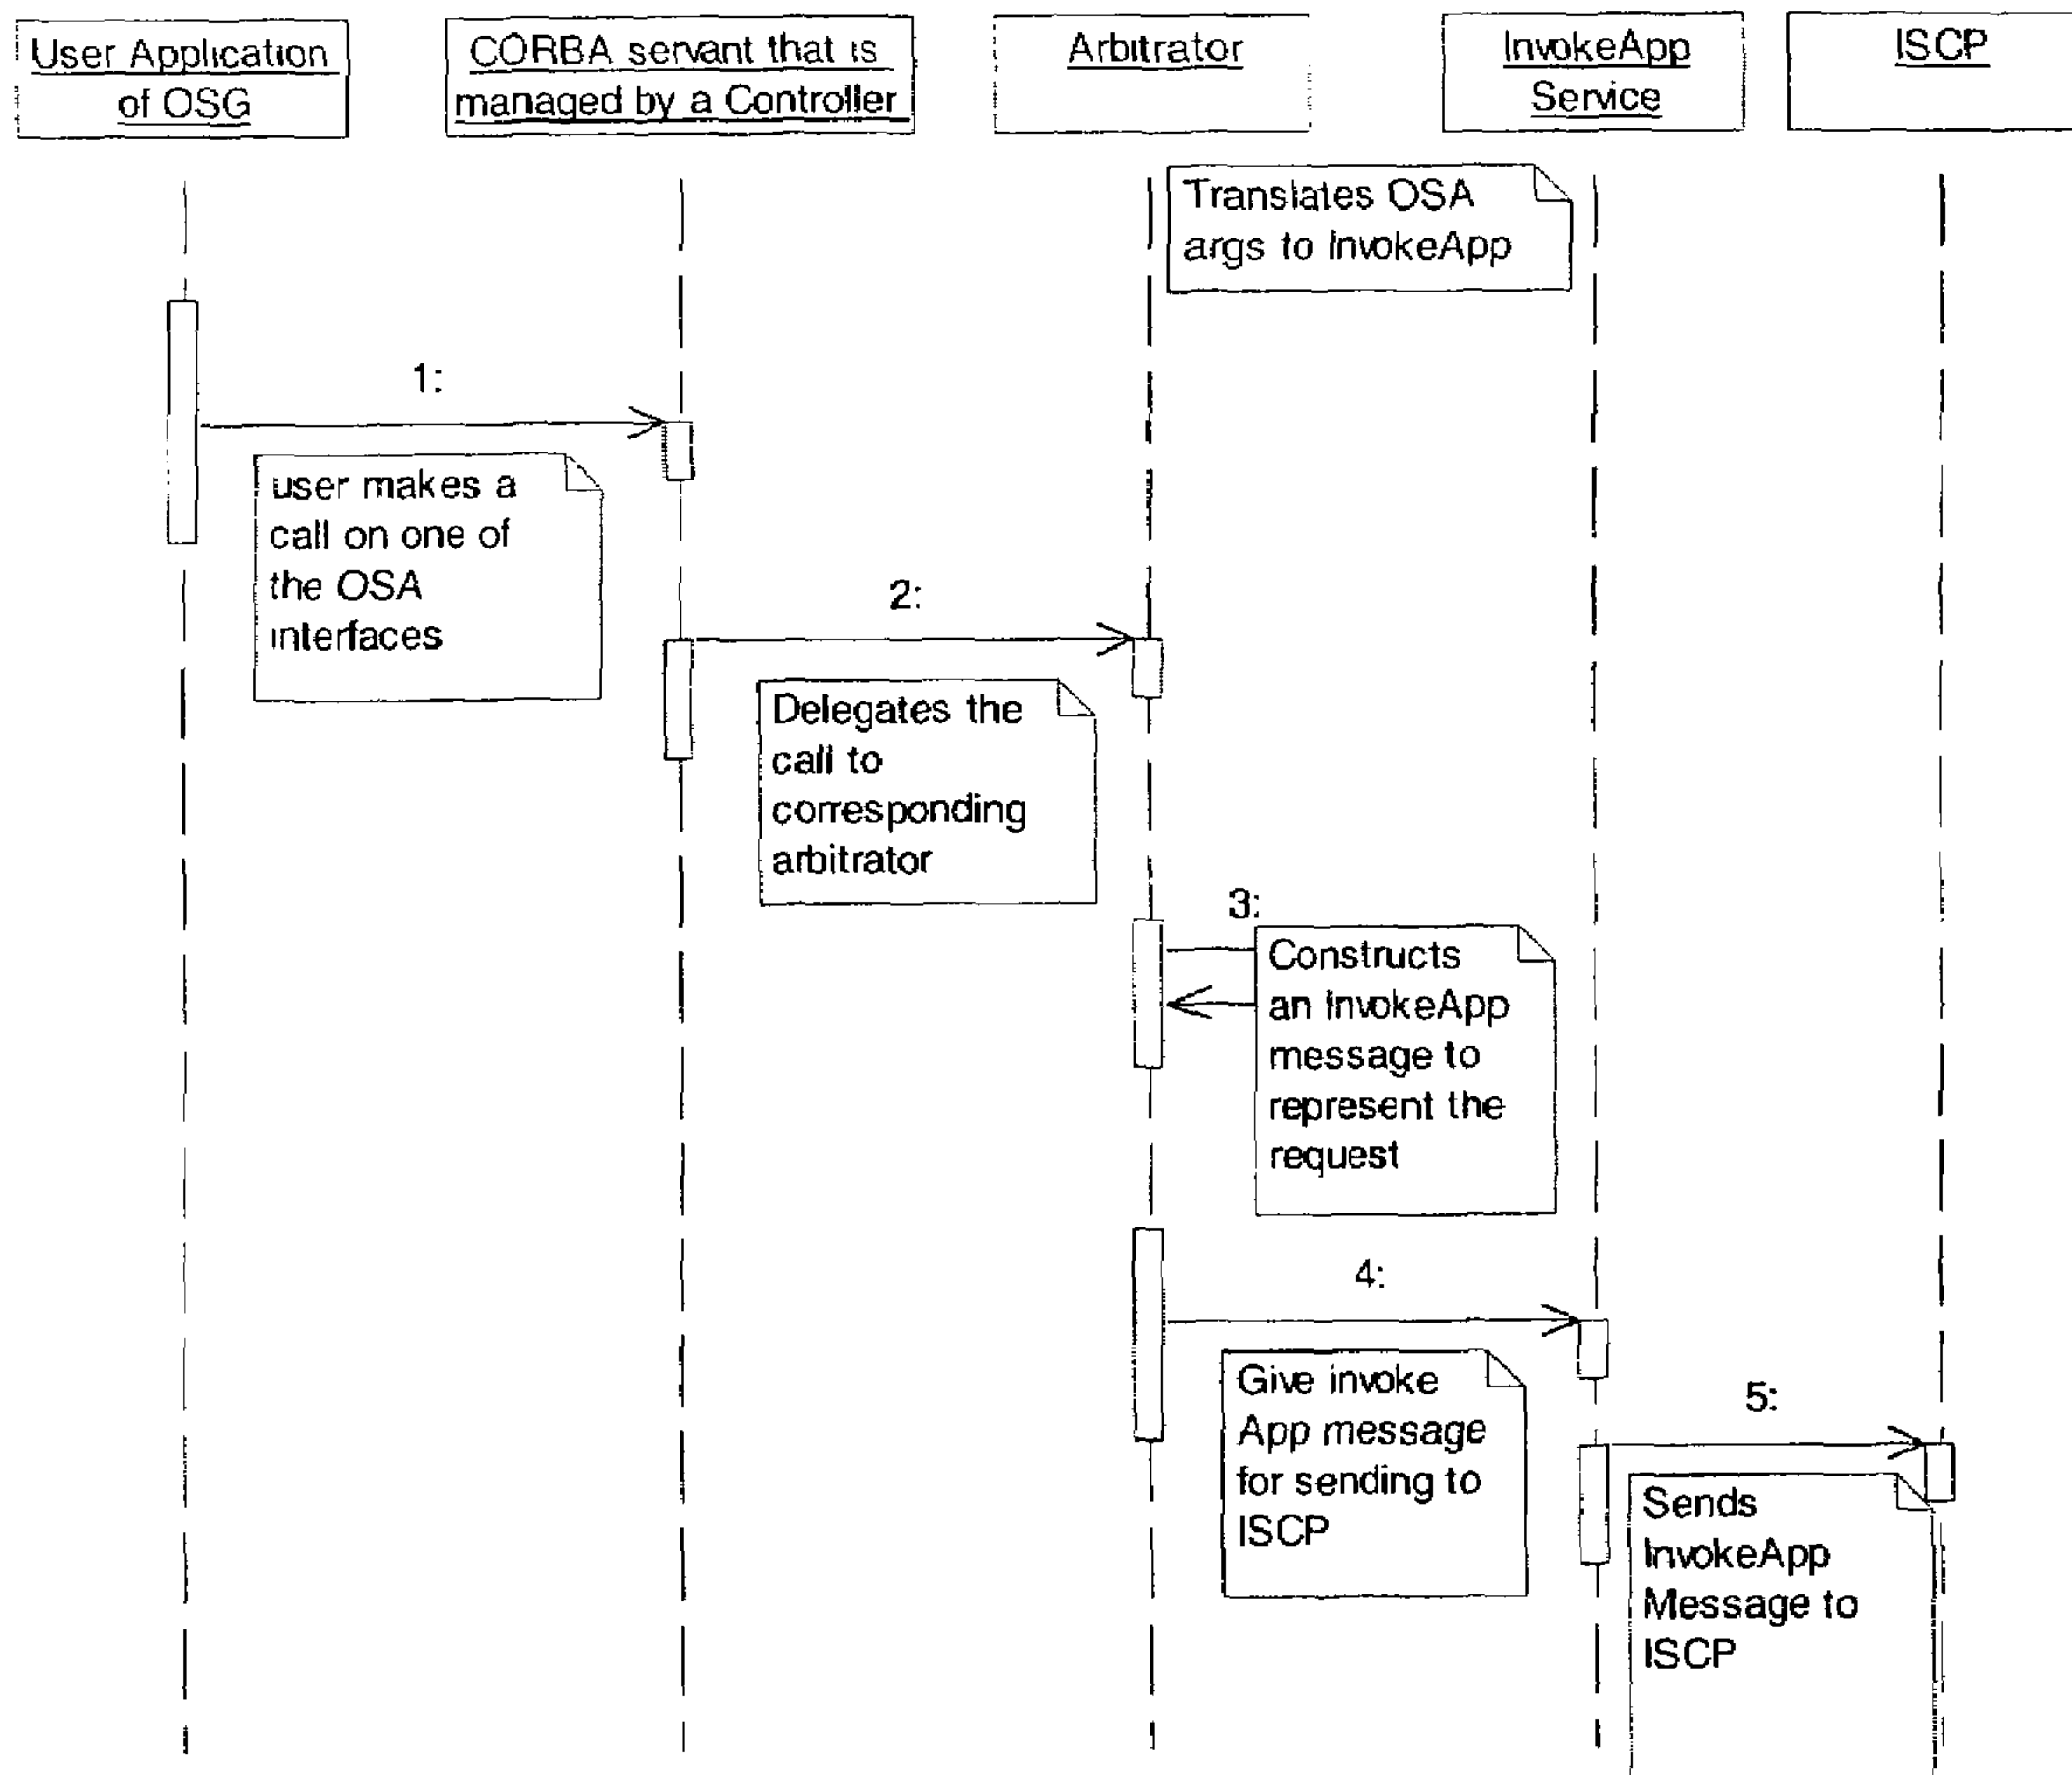 User Application
of OSG
CORBA servant that is
managed by a Controller
Arbitrator
InvokeApp
Service
ISCP
Translates OSA
args to InvokeApp
1:
user makes a
call on one of
the OSA
interfaces
2:
Delegates the
call to
corresponding
arbitrator
3:
Constructs
an InvokeApp
message to
represent the
request
4:
Give invoke
App message
for sending to
ISCP
5:
Sends
InvokeApp
Message to
ISCP